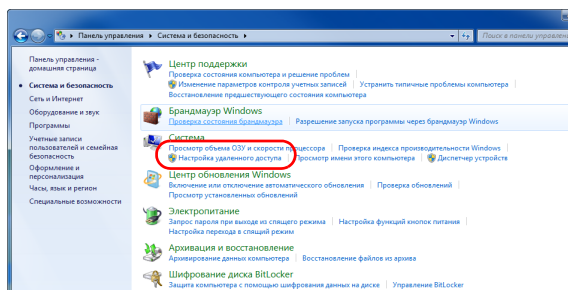 Панель управления ▸ Система и безопасность ▸
Поиск в панели управлен
Панель управления -
домашняя страница
Система и безопасность
Сеть и Интернет
Оборудование и звук
Программы
Учетные записи
пользователей и семейная
безопасность
Оформление и
персонализация
Часы, язык и регион
Специальные возможности
Центр поддержки
Проверка состояния компьютера и решение проблем
Изменение параметров контроля учетных записей Устранить типичные проблемы компьютера
Восстановление предшествующего состояния компьютера
Брандмауэр Windows
Проверка состояния брандмауэра Разрешение запуска программы через брандмауэр Windows
Система
Просмотр объема ОЗУ и скорости процессора Проверка индекса производительности Windows
Настройка удаленного доступа Просмотр имени этого компьютера Диспетчер устройств
Центр обновления Windows
Включение или отключение автоматического обновления Проверка обновлений
Просмотр установленных обновлений
Электропитание
Запрос пароля при выходе из спящего режима Настройка функций кнопок питания
Настройка перехода в спящий режим
Архивация и восстановление
Архивирование данных компьютера Восстановление файлов из архива
Шифрование диска BitLocker
Защита компьютера с помощью шифрования данных на диске Управление BitLocker